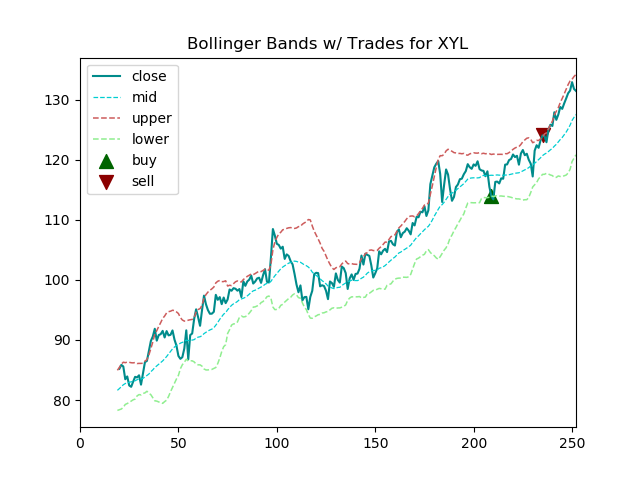 Bollinger Bands w/ Trades for XYL
close
mid
upper
lower
buy
sell
130
120
110
100
90
80
0 50 100 150 200 250